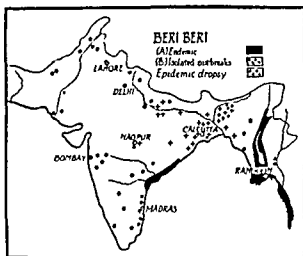 BERI BERI
(A) Endemic
(B) Isolated outbreaks
Epidemic dropsy
LAHORE
DELHI
CALCUTTA
NAGPUR
BOMBAY
MADRAS